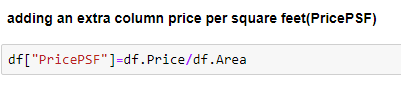 adding an extra column price per square feet(PricePSF)
df["PricePSF"]=df.Price/df.Area